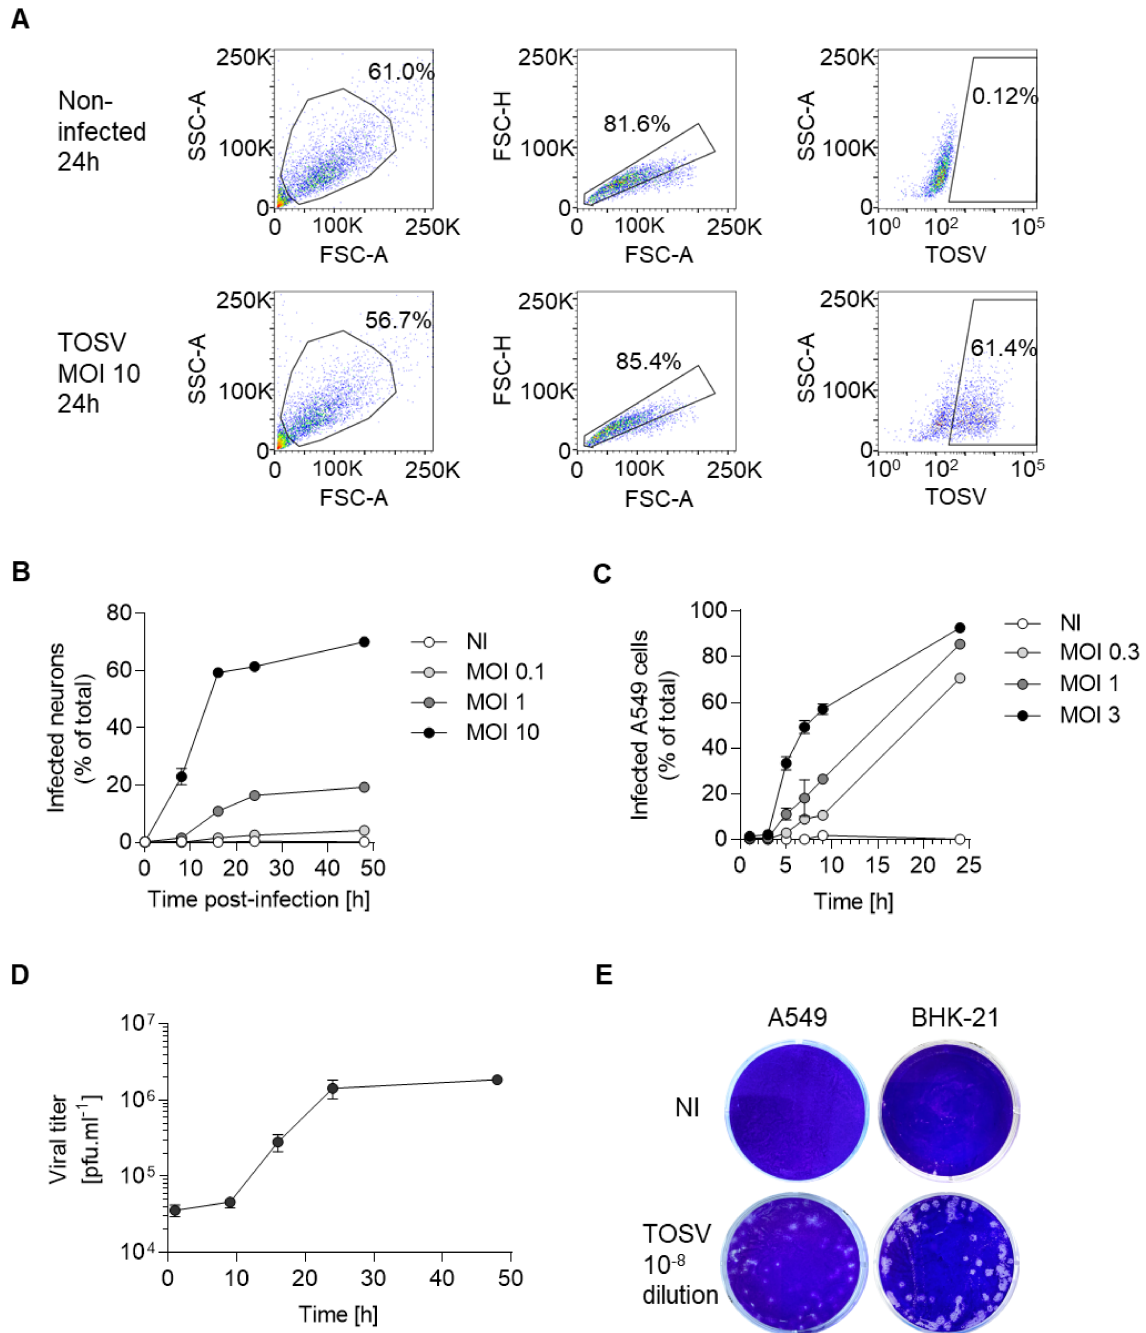 A
Non-
infected
24h
250K
100K
0
SSC-A
61.0%
0
100K
250K
FSC-A
250K
100K
0
FSC-H
81.6%
0
100K
250K
FSC-A
250K
100K
0
SSC-A
0.12%
10⁰
10²
10⁵
TOSV
TOSV
MOI 10
24h
250K
100K
0
SSC-A
56.7%
0
100K
250K
FSC-A
250K
100K
0
FSC-H
85.4%
0
100K
250K
FSC-A
250K
100K
0
SSC-A
61.4%
10⁰
10²
10⁵
TOSV
B
Infected neurons
(% of total)
80
60
40
20
0
0
10
20
30
40
50
Time post-infection [h]
NI
MOI 0.1
MOI 1
MOI 10
C
Infected A549 cells
(% of total)
100
80
60
40
20
0
0
5
10
15
20
25
Time [h]
NI
MOI 0.3
MOI 1
MOI 3
D
Viral titer
[pfu.ml⁻¹]
10⁷
10⁶
10⁵
10⁴
0
10
20
30
40
50
Time [h]
E
A549
BHK-21
NI
TOSV
10⁻⁸
dilution